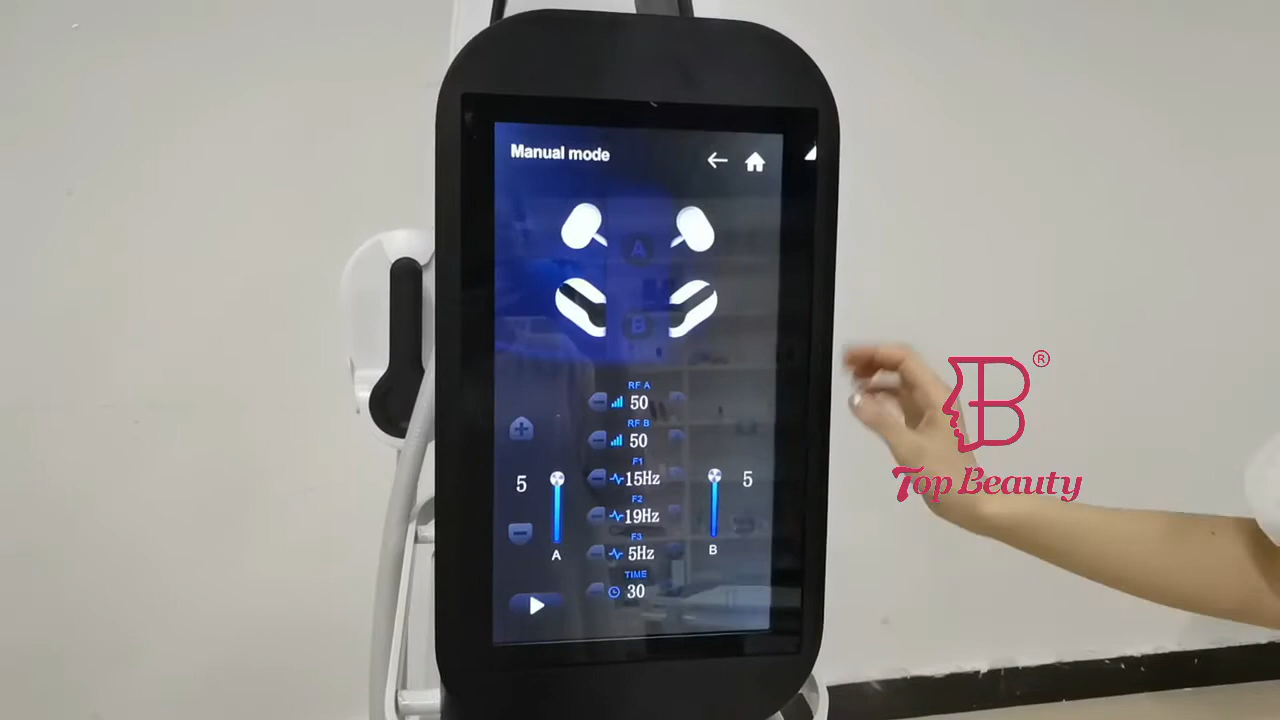 Manual mode
A
B
RF A
50
RF B
50
F1
15Hz
F2
19Hz
F3
5Hz
TIME
30
5
A
5
B
B®
Top Beauty